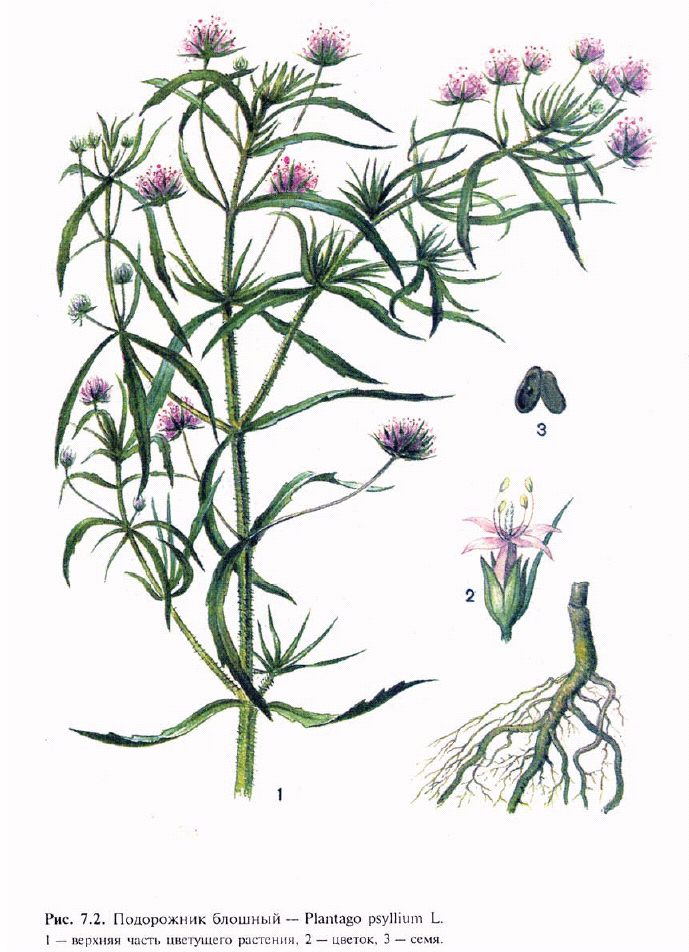 3
2
1
Рис. 7.2. Подорожник блошный — Plantago psyllium L.
1 — верхняя часть цветущего растения, 2 — цветок, 3 — семя.